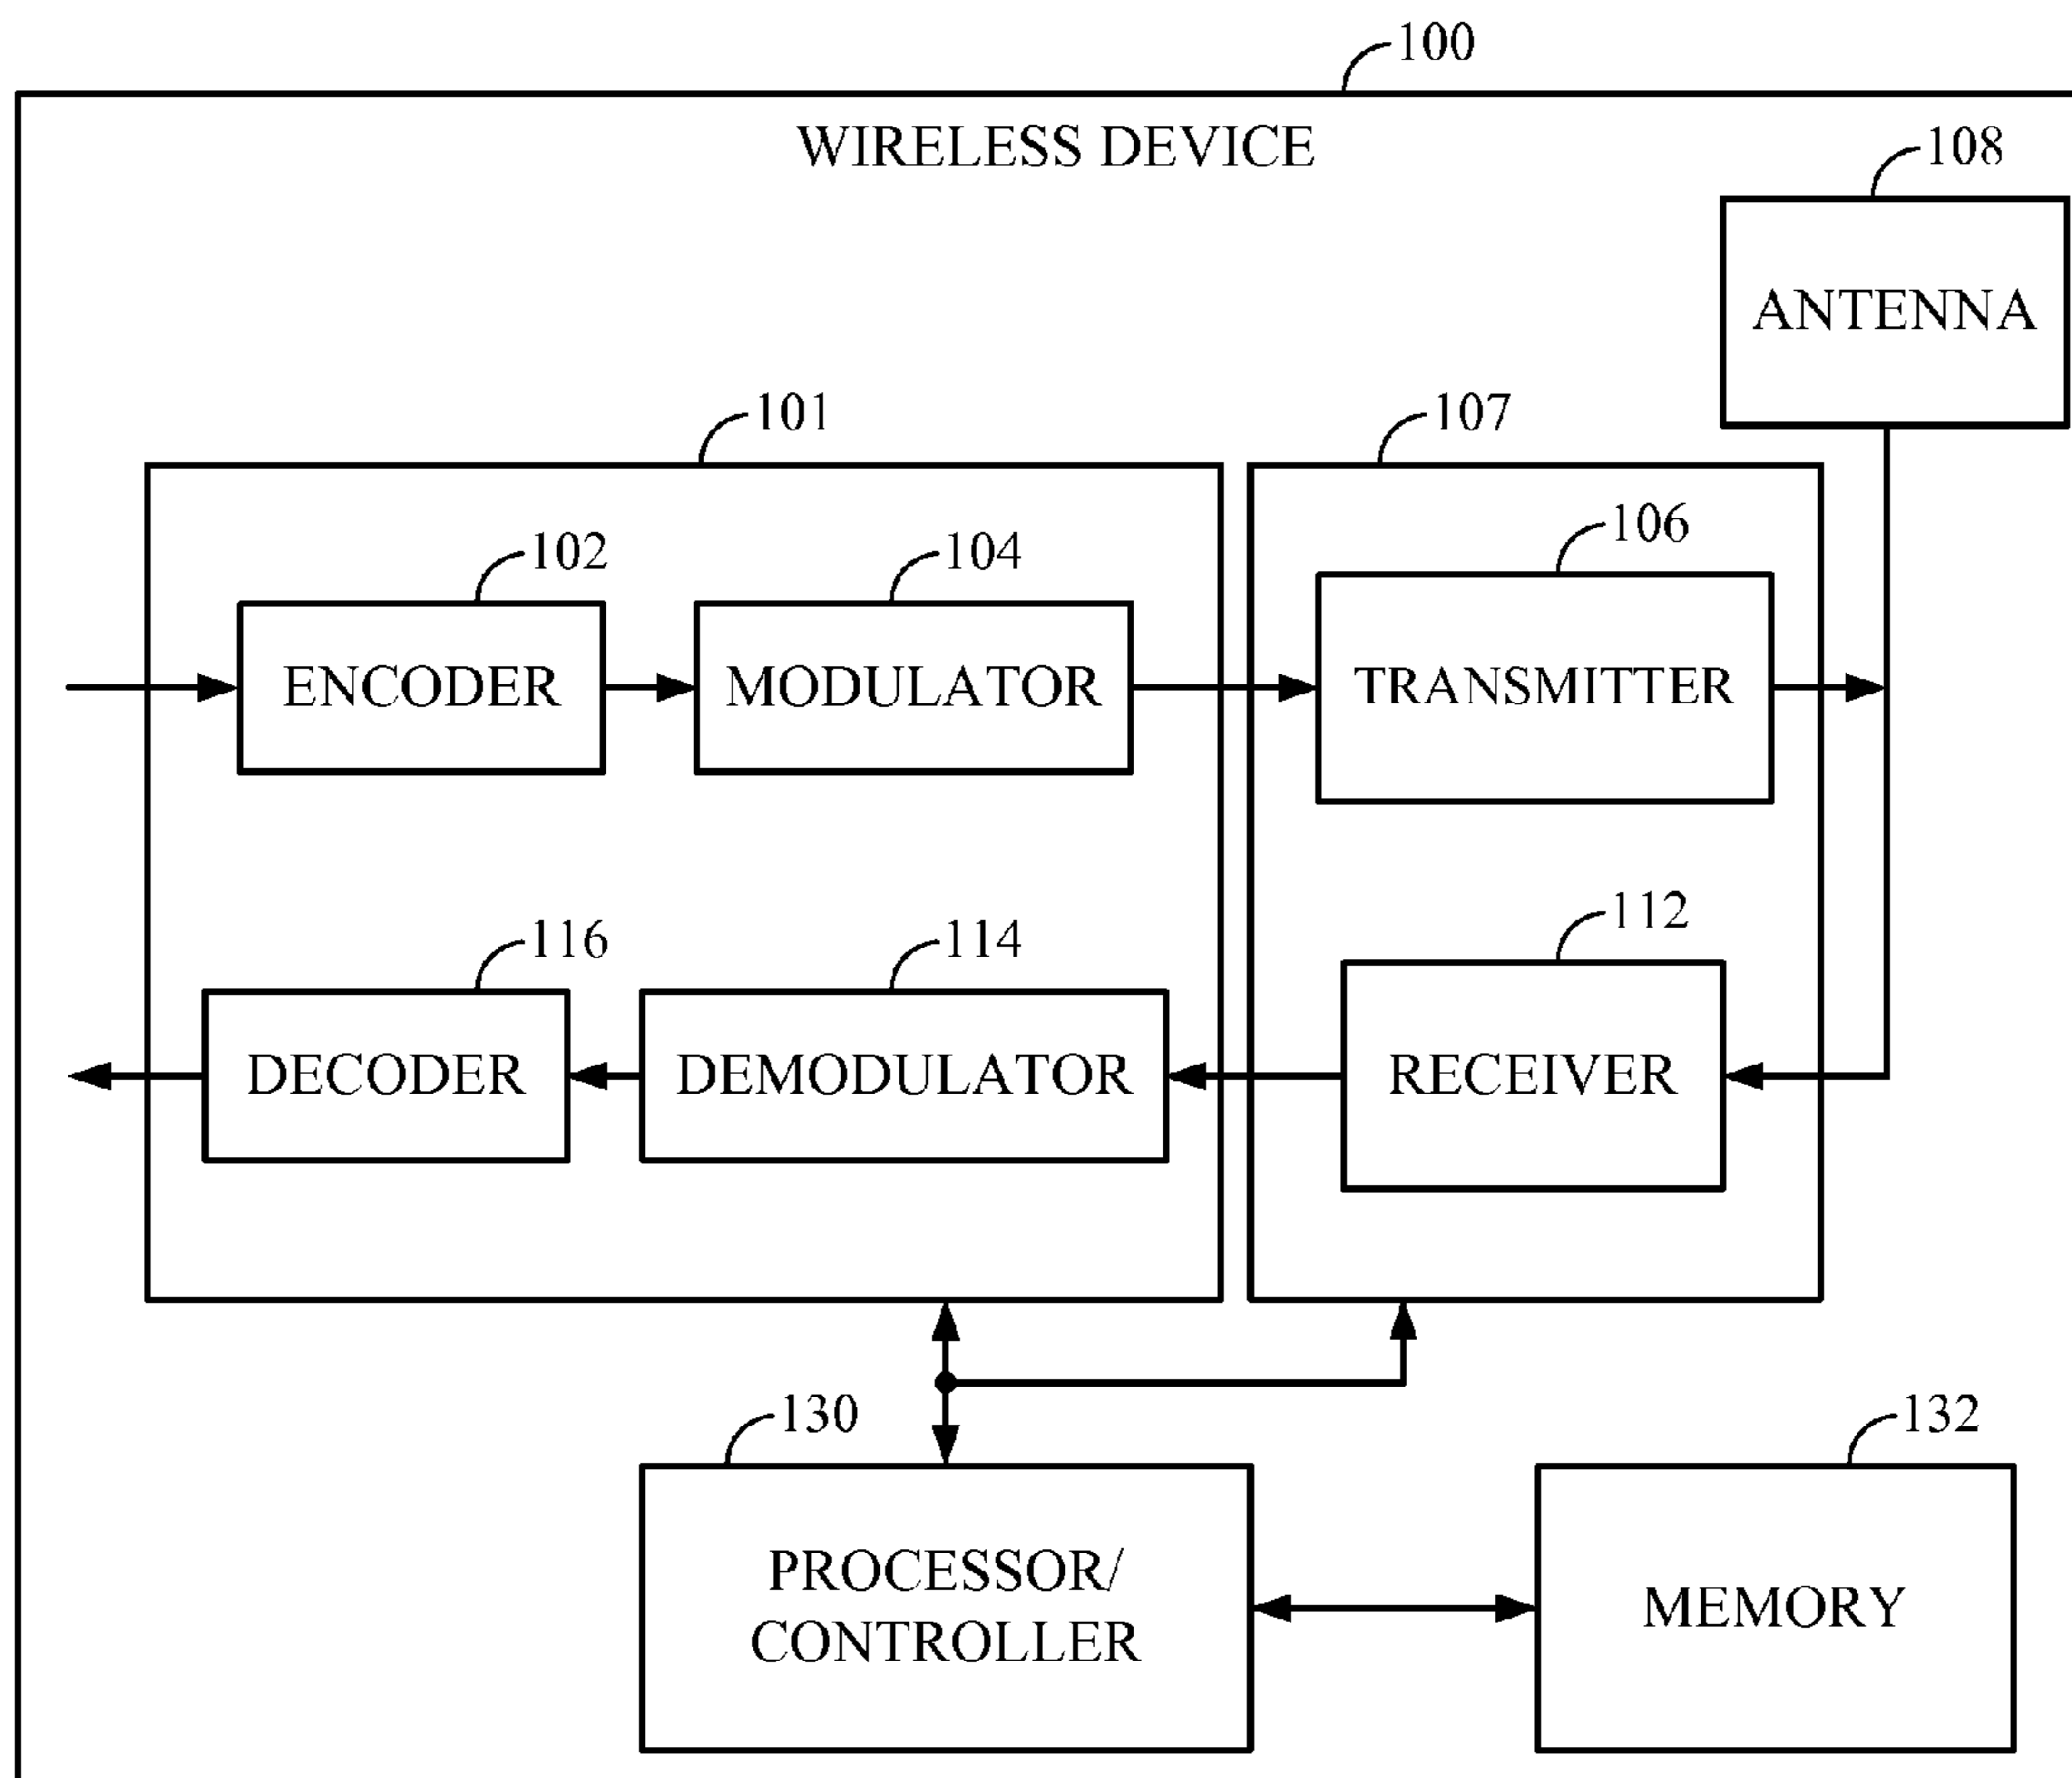 100
WIRELESS DEVICE
108
ANTENNA
101
107
102
104
106
ENCODER
MODULATOR
TRANSMITTER
116
114
112
DECODER
DEMODULATOR
RECEIVER
130
132
PROCESSOR/
CONTROLLER
MEMORY